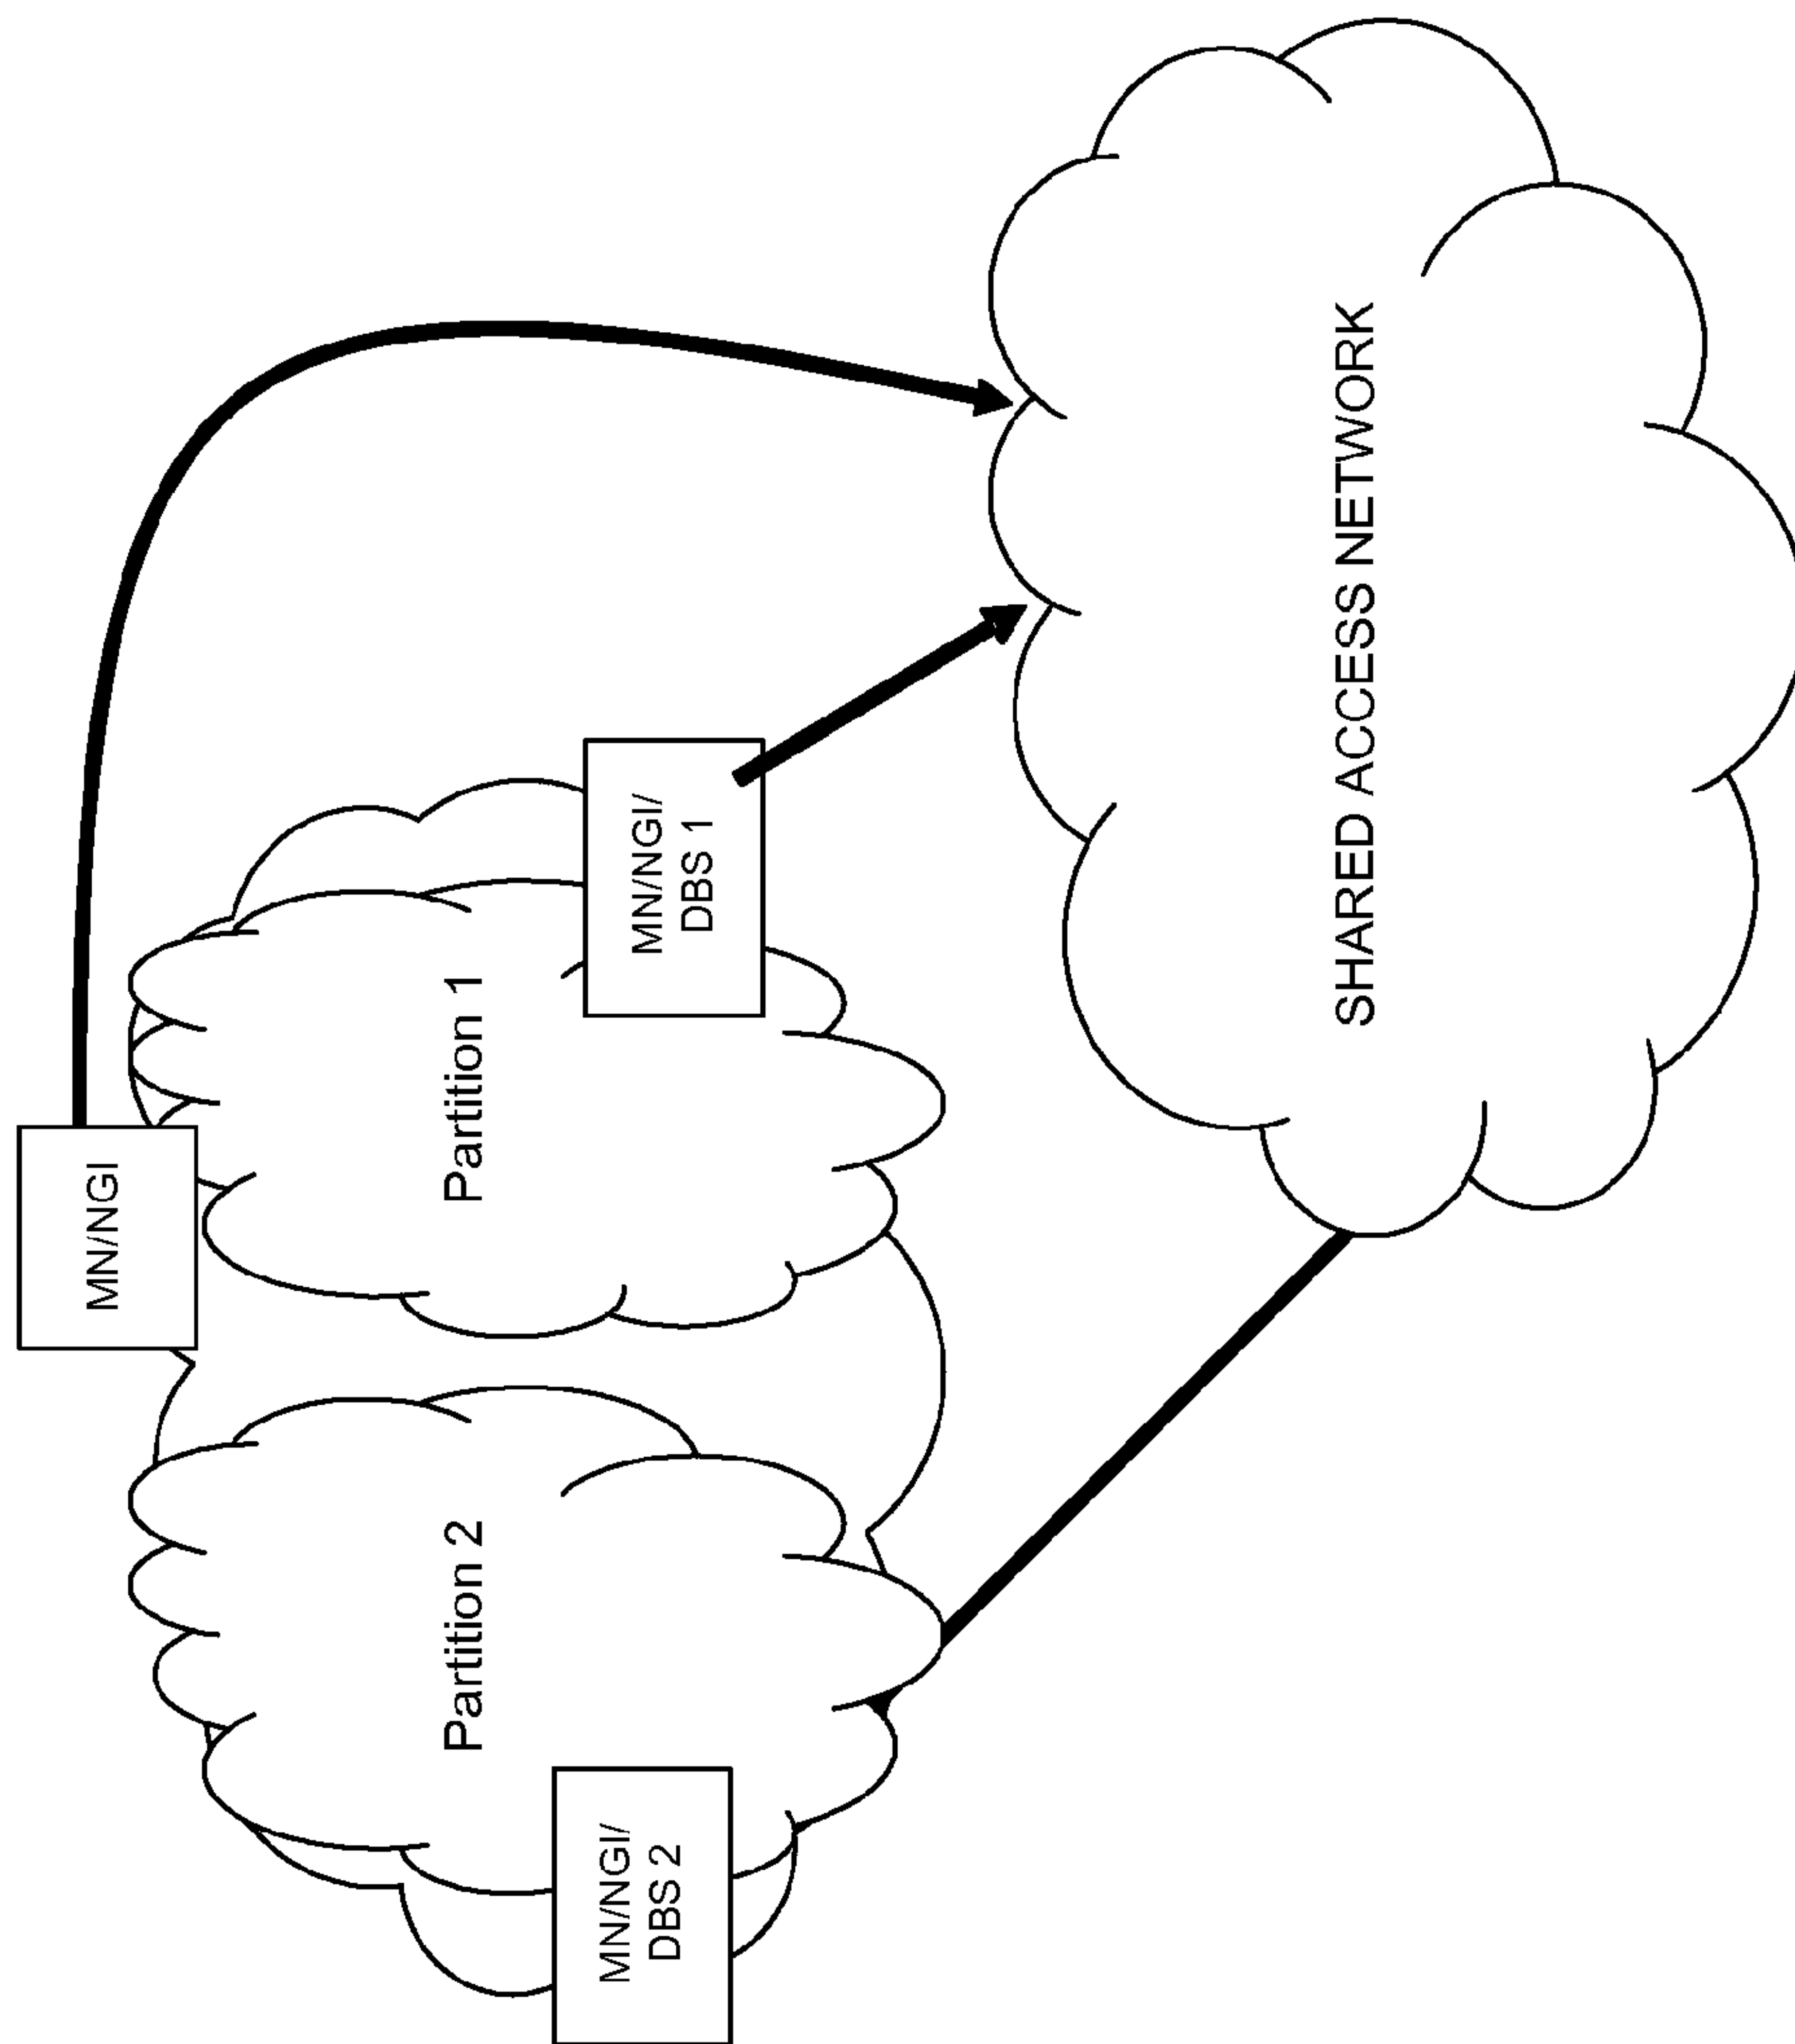 MN/NGI
MN/NGI/
DBS 2
Partition 2
Partition 1
MN/NGI/
DBS 1
SHARED ACCESS NETWORK